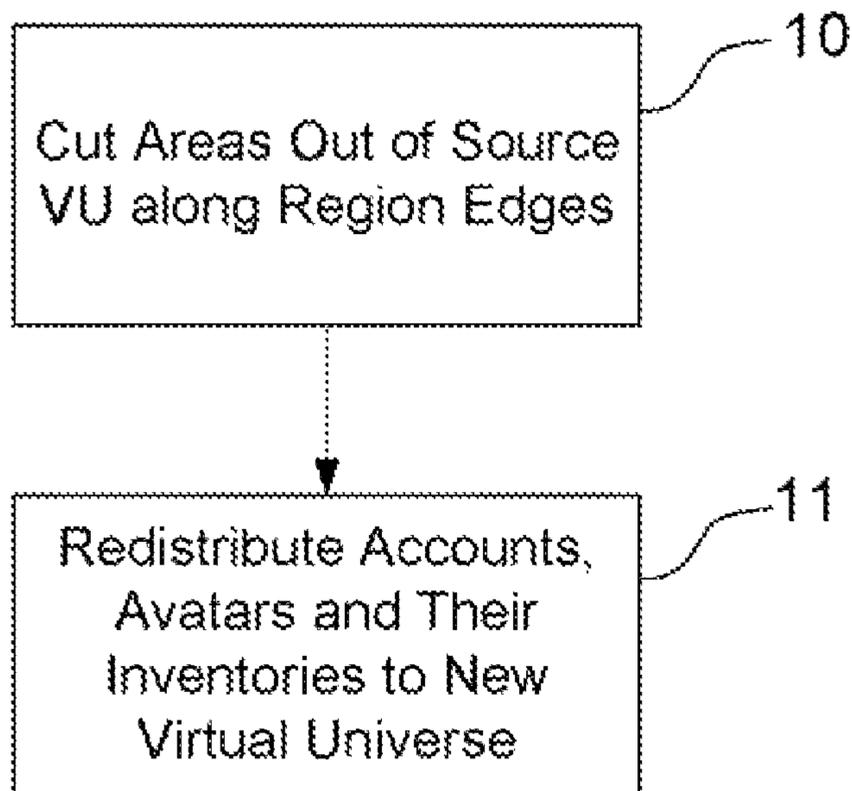 10
Cut Areas Out of Source
VU along Region Edges
11
Redistribute Accounts,
Avatars and Their
Inventories to New
Virtual Universe